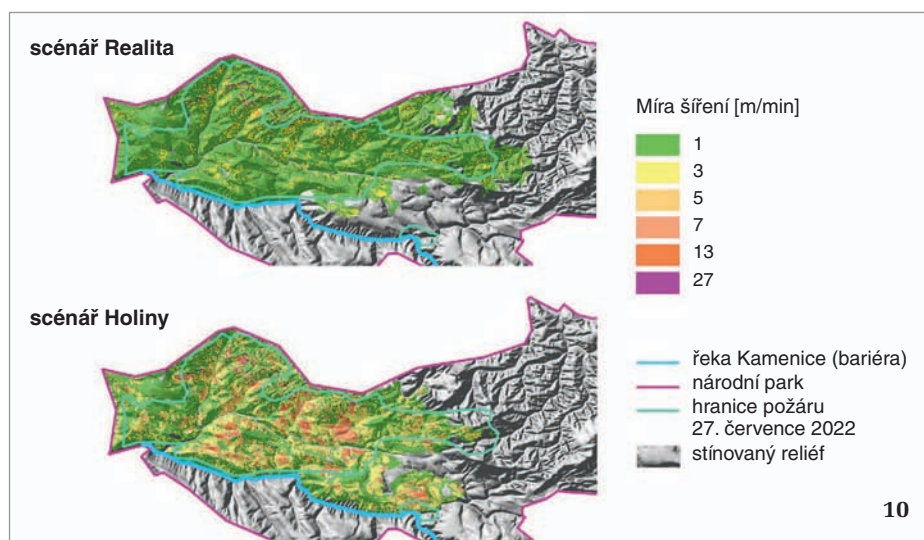 scénář Realita
scénář Holiny
Míra šíření [m/min]
1
3
5
7
13
27
řeka Kamenice (bariéra)
národní park
hranice požáru
27. července 2022
stínovaný reliéf
10